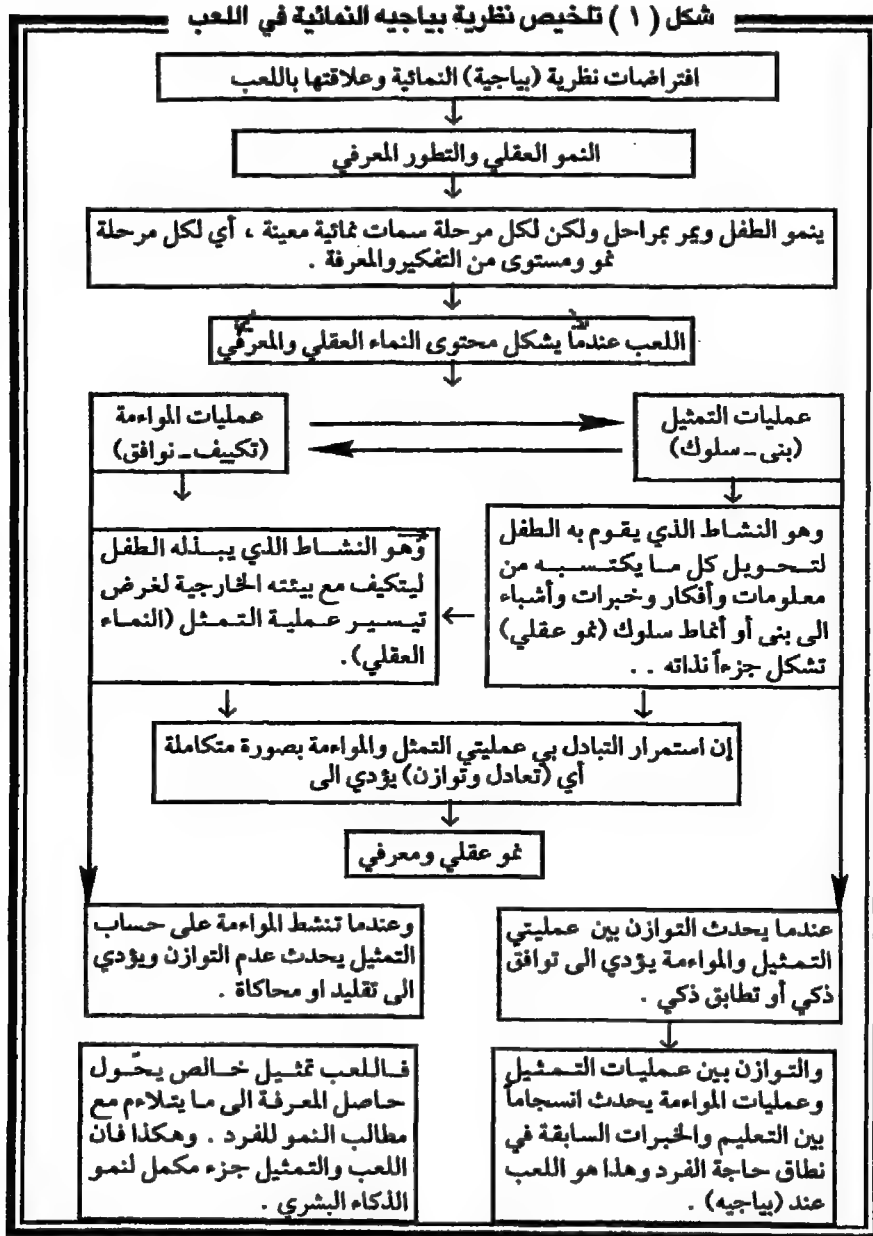 شكل ( ١ ) تلخيص نظرية بياجيه النمائية في اللعب
افتراضات نظرية (بياجية) النمائية وعلاقتها باللعب
النمو العقلي والتطور المعرفي
ينمو الطفل ويمر بمراحل ولكن لكل مرحلة سمات نمائية معينة ، أي لكل مرحلة
نمو ومستوى من التفكير والمعرفة .
اللعب عندما يشكل محتوى النماء العقلي والمعرفي
عمليات التمثيل
(بنى - سلوك)
عمليات المواءمة
(تكييف - نوافق)
وهو النشاط الذي يقوم به الطفل
لتحويل كل ما يكتسبه من
معلومات وأفكار وخبرات وأشباء
الى بنى أو أنماط سلوك (نمو عقلي)
تشكل جزءاً نذاته . .
وهو النشاط الذي يبذله الطفل
ليتكيف مع بيئته الخارجية لغرض
تيسير عملية التمثل (النماء
العقلي).
إن استمرار التبادل بي عمليتي التمثل والمواءمة بصورة متكاملة
أي (تعادل وتوازن) يؤدي الى
نمو عقلي ومعرفي
عندما يحدث التوازن بين عمليتي
التمثيل والمواءمة يؤدي الى توافق
ذكي أو تطابق ذكي .
وعندما تنشط المواءمة على حساب
التمثيل يحدث عدم التوازن ويؤدي
الى تقليد او محاكاة .
والتوازن بين عمليات التمثيل
وعمليات المواءمة يحدث انسجاماً
بين التعليم والخبرات السابقة في
نطاق حاجة الفرد وهذا هو اللعب
عند (بياجيه) .
فاللعب تمثيل خالص يحّول
حاصل المعرفة الى ما يتلاءم مع
مطالب النمو للفرد . وهكذا فان
اللعب والتمثيل جزء مكمل لنمو
الذكاء البشري .